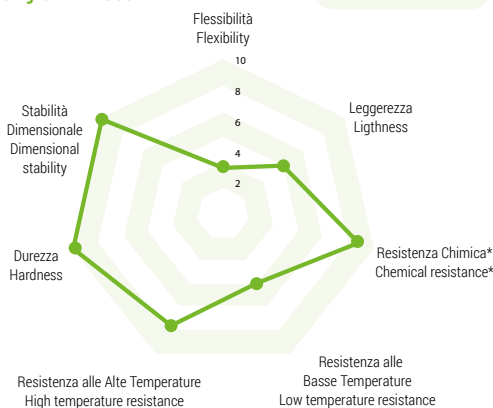 Flessibilità
Flexibility
10
8
6
4
2
Leggerezza
Ligthness
Resistenza Chimica*
Chemical resistance*
Resistenza alle
Basse Temperature
Low temperature resistance
Resistenza alle Alte Temperature
High temperature resistance
Durezza
Hardness
Stabilità
Dimensionale
Dimensional
stability